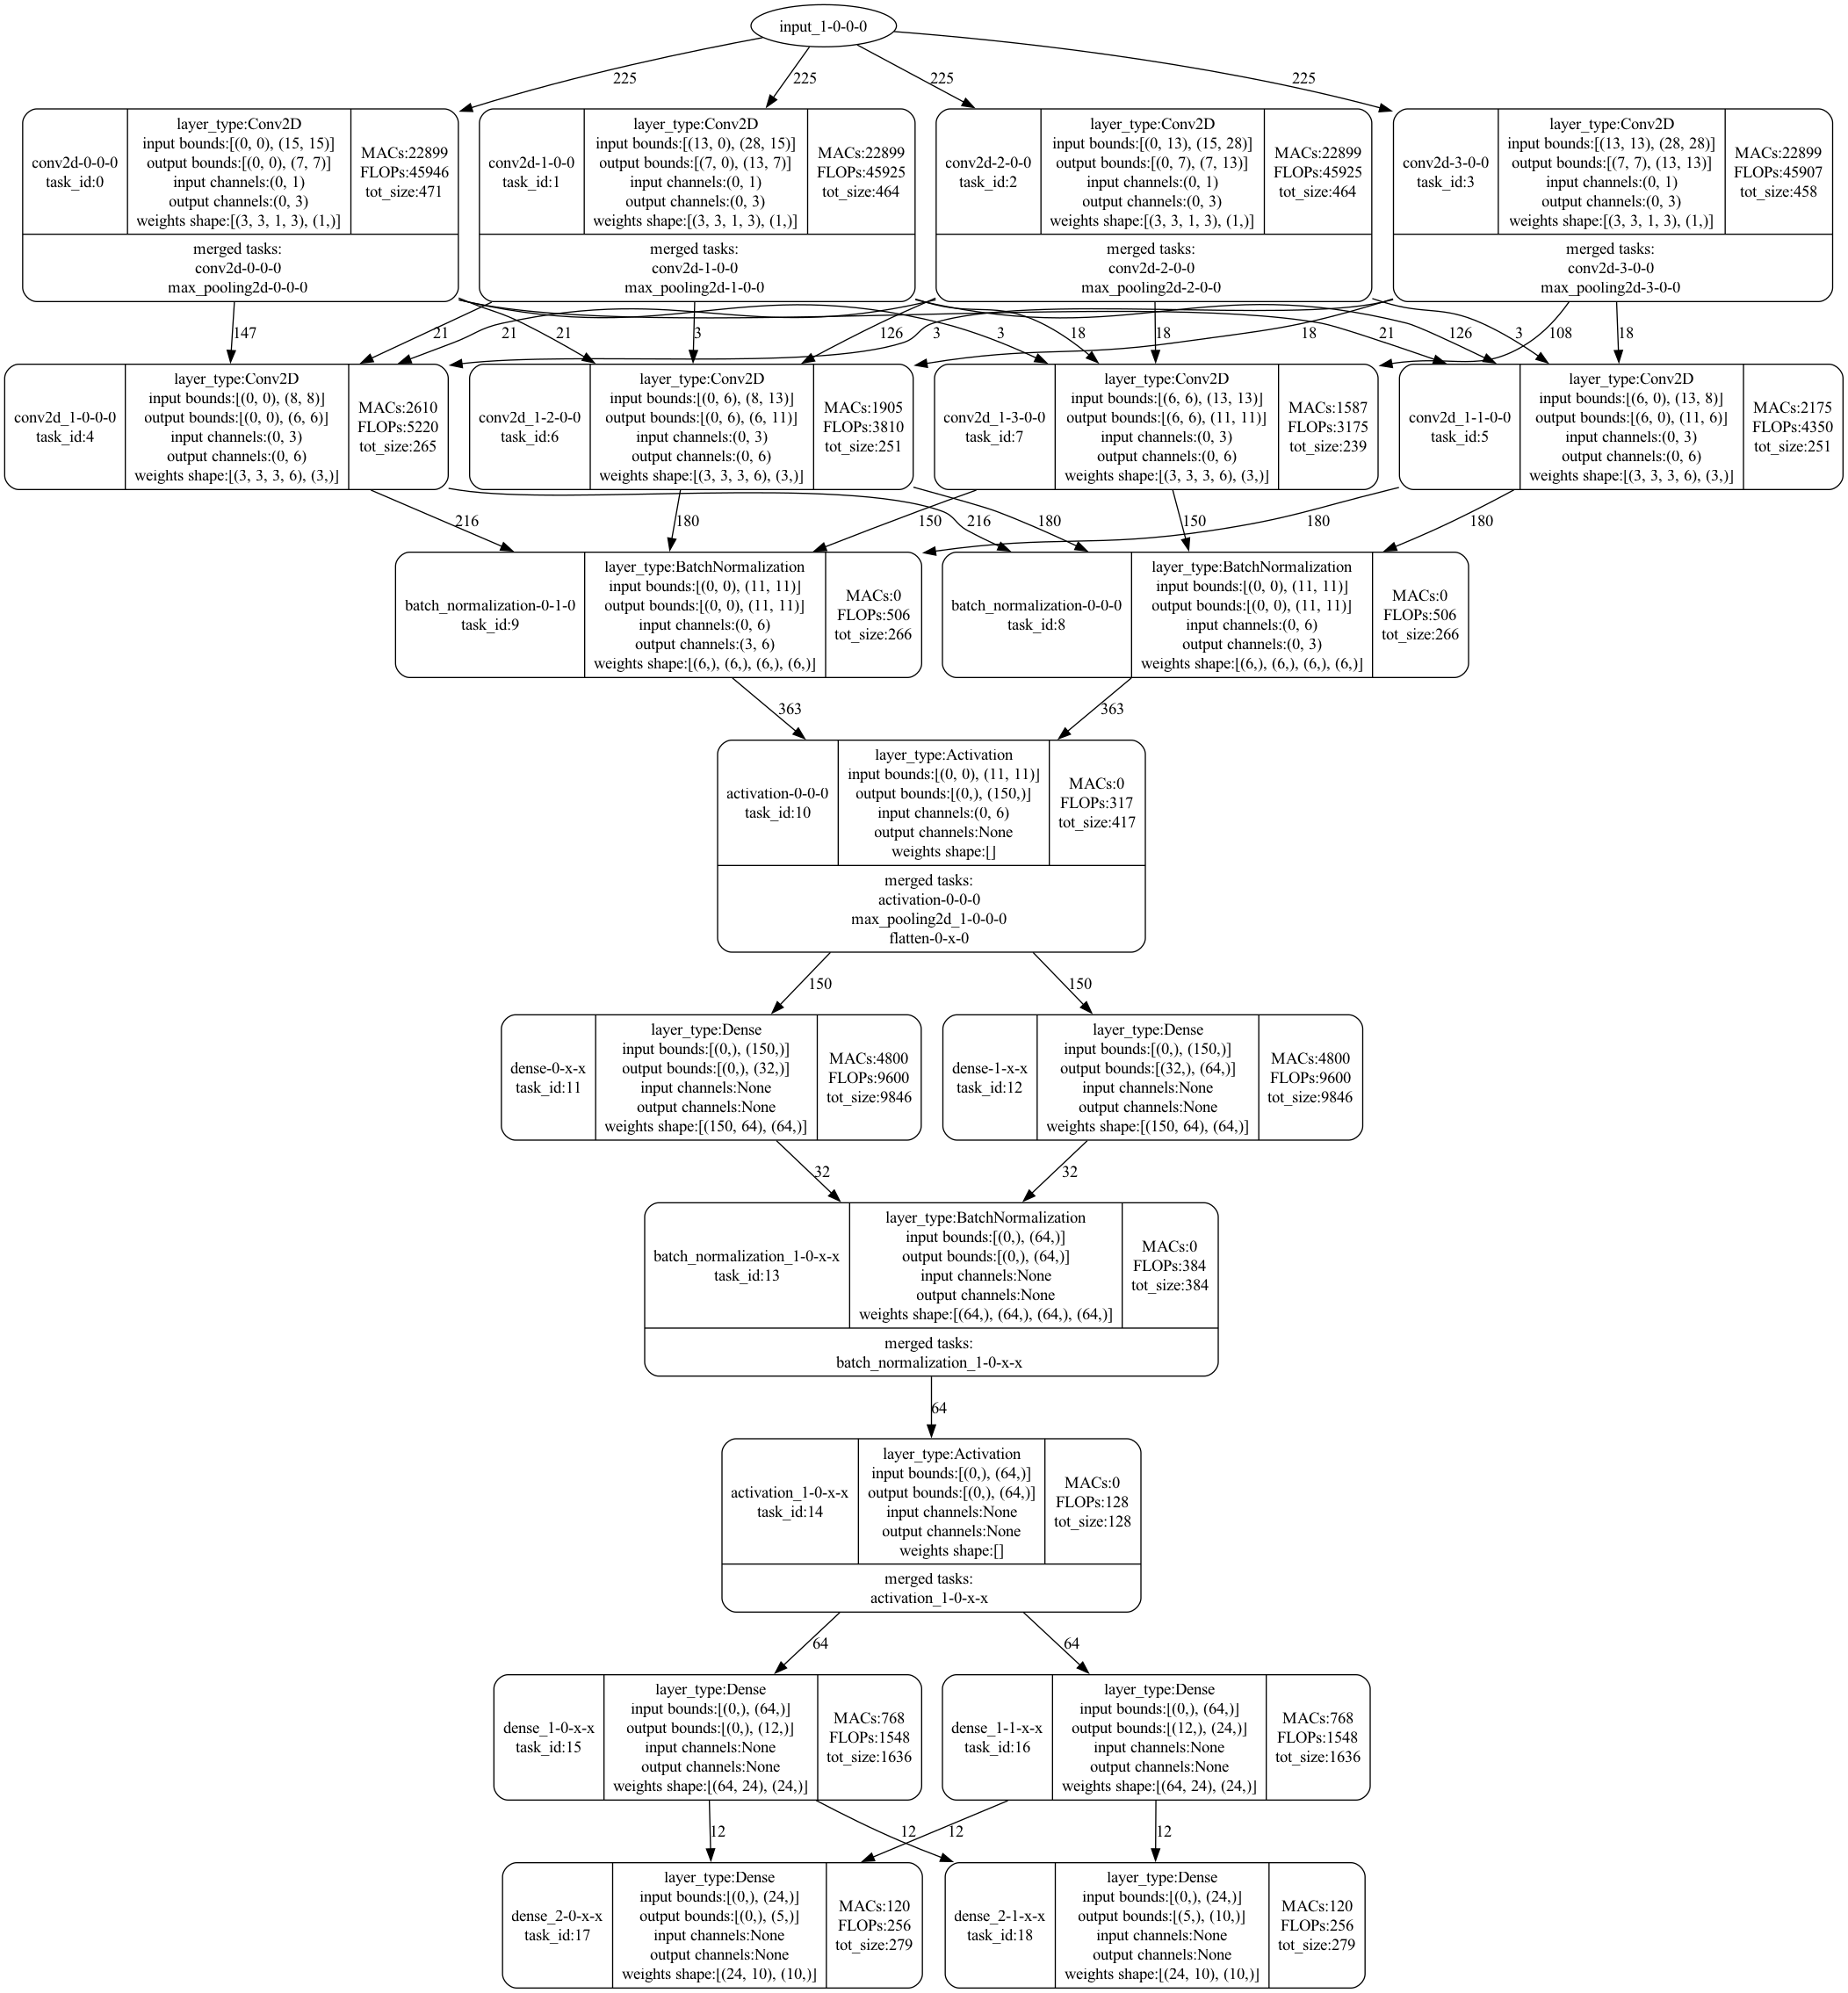 input_1-0-0-0
225
225
225
225
conv2d-0-0-0
task_id:0
layer_type:Conv2D
input bounds:[(0, 0), (15, 15)]
output bounds:[(0, 0), (7, 7)]
input channels:(0, 1)
output channels:(0, 3)
weights shape:[(3, 3, 1, 3), (1,)]
MACs:22899
FLOPs:45946
tot_size:471
merged tasks:
conv2d-0-0-0
max_pooling2d-0-0-0
conv2d-1-0-0
task_id:1
layer_type:Conv2D
input bounds:[(13, 0), (28, 15)]
output bounds:[(7, 0), (13, 7)]
input channels:(0, 1)
output channels:(0, 3)
weights shape:[(3, 3, 1, 3), (1,)]
MACs:22899
FLOPs:45925
tot_size:464
merged tasks:
conv2d-1-0-0
max_pooling2d-1-0-0
conv2d-2-0-0
task_id:2
layer_type:Conv2D
input bounds:[(0, 13), (15, 28)]
output bounds:[(0, 7), (7, 13)]
input channels:(0, 1)
output channels:(0, 3)
weights shape:[(3, 3, 1, 3), (1,)]
MACs:22899
FLOPs:45925
tot_size:464
merged tasks:
conv2d-2-0-0
max_pooling2d-2-0-0
conv2d-3-0-0
task_id:3
layer_type:Conv2D
input bounds:[(13, 13), (28, 28)]
output bounds:[(7, 7), (13, 13)]
input channels:(0, 1)
output channels:(0, 3)
weights shape:[(3, 3, 1, 3), (1,)]
MACs:22899
FLOPs:45907
tot_size:458
merged tasks:
conv2d-3-0-0
max_pooling2d-3-0-0
147
21
21
21
3
126
3
3
18
18
18
21
126
3
108
18
conv2d_1-0-0-0
task_id:4
layer_type:Conv2D
input bounds:[(0, 0), (8, 8)]
output bounds:[(0, 0), (6, 6)]
input channels:(0, 3)
output channels:(0, 6)
weights shape:[(3, 3, 3, 6), (3,)]
MACs:2610
FLOPs:5220
tot_size:265
conv2d_1-2-0-0
task_id:6
layer_type:Conv2D
input bounds:[(0, 6), (8, 13)]
output bounds:[(0, 6), (6, 11)]
input channels:(0, 3)
output channels:(0, 6)
weights shape:[(3, 3, 3, 6), (3,)]
MACs:1905
FLOPs:3810
tot_size:251
conv2d_1-3-0-0
task_id:7
layer_type:Conv2D
input bounds:[(6, 6), (13, 13)]
output bounds:[(6, 6), (11, 11)]
input channels:(0, 3)
output channels:(0, 6)
weights shape:[(3, 3, 3, 6), (3,)]
MACs:1587
FLOPs:3175
tot_size:239
conv2d_1-1-0-0
task_id:5
layer_type:Conv2D
input bounds:[(6, 0), (13, 8)]
output bounds:[(6, 0), (11, 6)]
input channels:(0, 3)
output channels:(0, 6)
weights shape:[(3, 3, 3, 6), (3,)]
MACs:2175
FLOPs:4350
tot_size:251
216
180
150
216
180
150
180
180
batch_normalization-0-1-0
task_id:9
layer_type:BatchNormalization
input bounds:[(0, 0), (11, 11)]
output bounds:[(0, 0), (11, 11)]
input channels:(0, 6)
output channels:(3, 6)
weights shape:[(6,), (6,), (6,), (6,)]
MACs:0
FLOPs:506
tot_size:266
batch_normalization-0-0-0
task_id:8
layer_type:BatchNormalization
input bounds:[(0, 0), (11, 11)]
output bounds:[(0, 0), (11, 11)]
input channels:(0, 6)
output channels:(0, 3)
weights shape:[(6,), (6,), (6,), (6,)]
MACs:0
FLOPs:506
tot_size:266
363
363
activation-0-0-0
task_id:10
layer_type:Activation
input bounds:[(0, 0), (11, 11)]
output bounds:[(0,), (150,)]
input channels:(0, 6)
output channels:None
weights shape:[]
MACs:0
FLOPs:317
tot_size:417
merged tasks:
activation-0-0-0
max_pooling2d_1-0-0-0
flatten-0-x-0
150
150
dense-0-x-x
task_id:11
layer_type:Dense
input bounds:[(0,), (150,)]
output bounds:[(0,), (32,)]
input channels:None
output channels:None
weights shape:[(150, 64), (64,)]
MACs:4800
FLOPs:9600
tot_size:9846
dense-1-x-x
task_id:12
layer_type:Dense
input bounds:[(0,), (150,)]
output bounds:[(32,), (64,)]
input channels:None
output channels:None
weights shape:[(150, 64), (64,)]
MACs:4800
FLOPs:9600
tot_size:9846
32
32
batch_normalization_1-0-x-x
task_id:13
layer_type:BatchNormalization
input bounds:[(0,), (64,)]
output bounds:[(0,), (64,)]
input channels:None
output channels:None
weights shape:[(64,), (64,), (64,), (64,)]
MACs:0
FLOPs:384
tot_size:384
merged tasks:
batch_normalization_1-0-x-x
64
activation_1-0-x-x
task_id:14
layer_type:Activation
input bounds:[(0,), (64,)]
output bounds:[(0,), (64,)]
input channels:None
output channels:None
weights shape:[]
MACs:0
FLOPs:128
tot_size:128
merged tasks:
activation_1-0-x-x
64
64
dense_1-0-x-x
task_id:15
layer_type:Dense
input bounds:[(0,), (64,)]
output bounds:[(0,), (12,)]
input channels:None
output channels:None
weights shape:[(64, 24), (24,)]
MACs:768
FLOPs:1548
tot_size:1636
dense_1-1-x-x
task_id:16
layer_type:Dense
input bounds:[(0,), (64,)]
output bounds:[(12,), (24,)]
input channels:None
output channels:None
weights shape:[(64, 24), (24,)]
MACs:768
FLOPs:1548
tot_size:1636
12
12
12
12
dense_2-0-x-x
task_id:17
layer_type:Dense
input bounds:[(0,), (24,)]
output bounds:[(0,), (5,)]
input channels:None
output channels:None
weights shape:[(24, 10), (10,)]
MACs:120
FLOPs:256
tot_size:279
dense_2-1-x-x
task_id:18
layer_type:Dense
input bounds:[(0,), (24,)]
output bounds:[(5,), (10,)]
input channels:None
output channels:None
weights shape:[(24, 10), (10,)]
MACs:120
FLOPs:256
tot_size:279